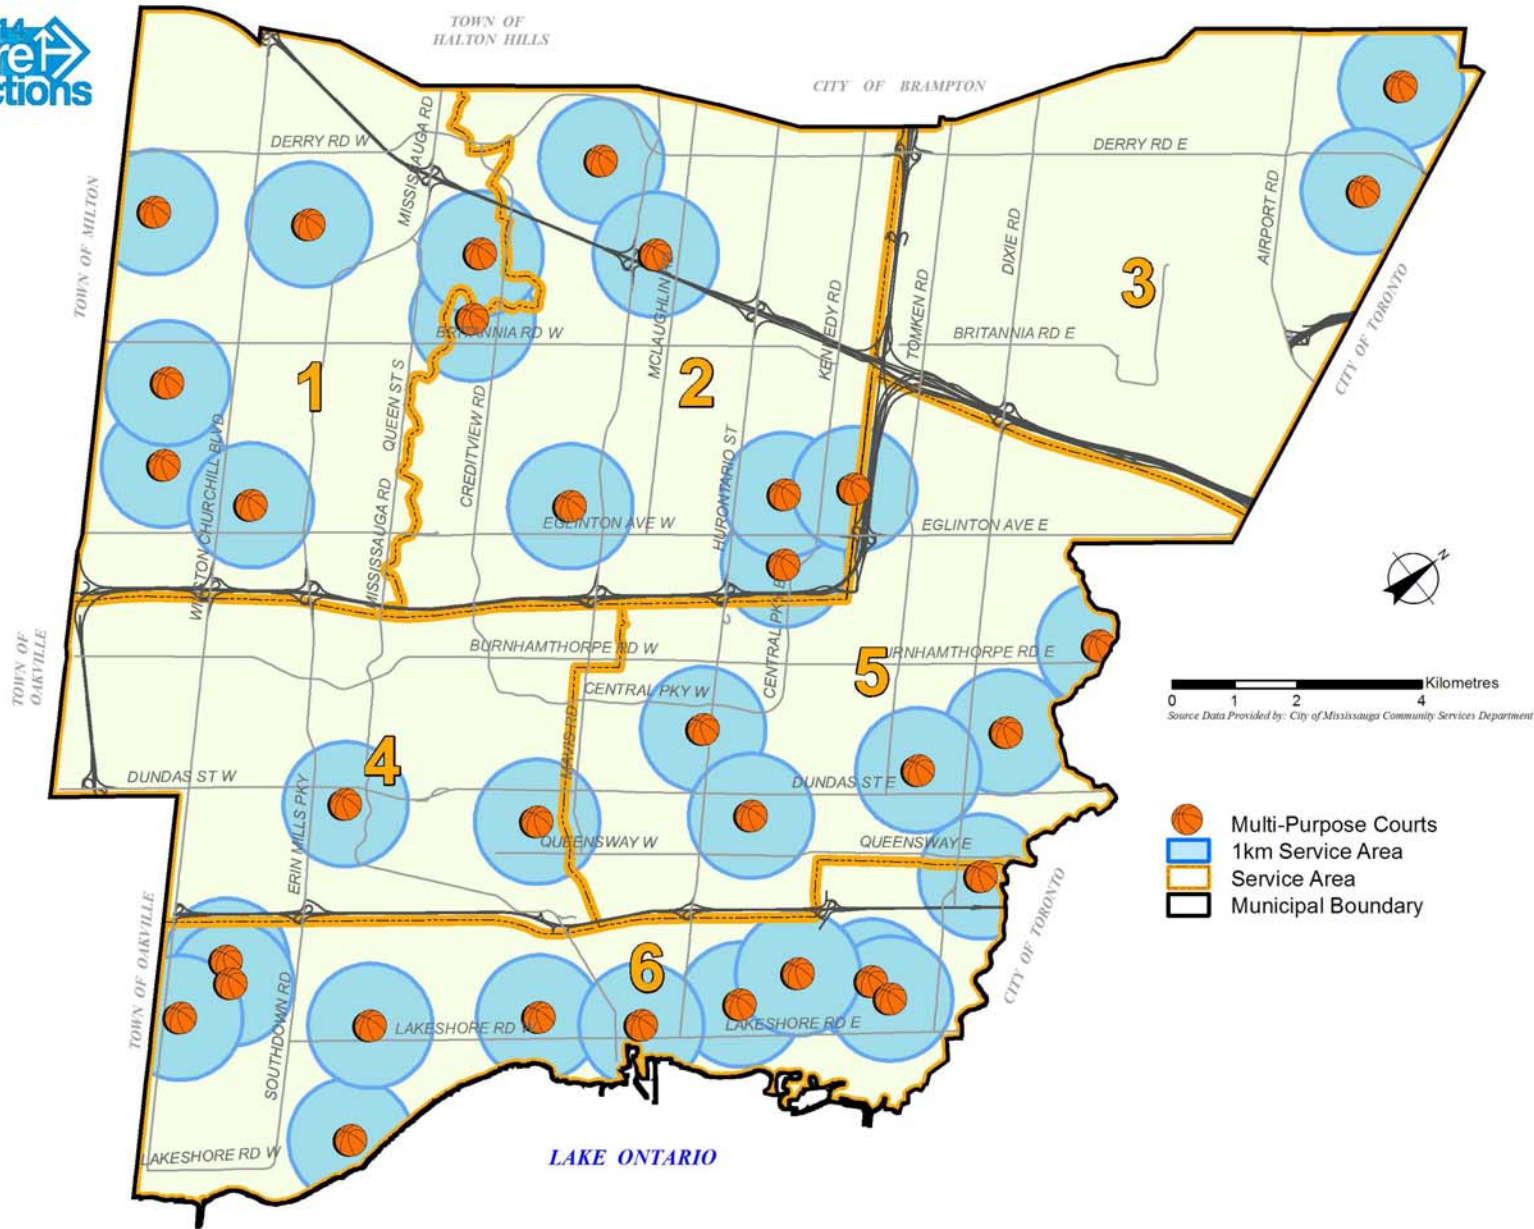 14
re
ctions
TOWN OF
HALTON HILLS
CITY OF BRAMPTON
MISSISSAUGA RD
DERRY RD W
DERRY RD E
TOWN OF MILTON
AIRPORT RD
DIXIE RD
3
TOMKEN RD
KENNEDY RD
MCLAUGHLIN
CITY OF TORONTO
BRITANNIA RD W
BRITANNIA RD E
1
2
QUEEN ST S
CREDITVIEW RD
HURONTARIO ST
WINSTON CHURCHILL BLVD
MISSISSAUGA RD
EGLINTON AVE W
EGLINTON AVE E
N
TOWN OF
OAKVILLE
BURNHAMTHORPE RD W
5
URNHAMTHORPE RD E
CENTRAL PKY E
CENTRAL PKY W
Kilometres
0 1 2 4
Source Data Provided by: City of Mississauga Community Services Department
MAVIS RD
4
DUNDAS ST W
DUNDAS ST E
ERIN MILLS PKY
QUEENSWAY W
QUEENSWAY E
Multi-Purpose Courts
1km Service Area
Service Area
Municipal Boundary
TOWN OF OAKVILLE
CITY OF TORONTO
6
SOUTHDOWN RD
LAKESHORE RD W
LAKESHORE RD E
LAKESHORE RD W
LAKE ONTARIO